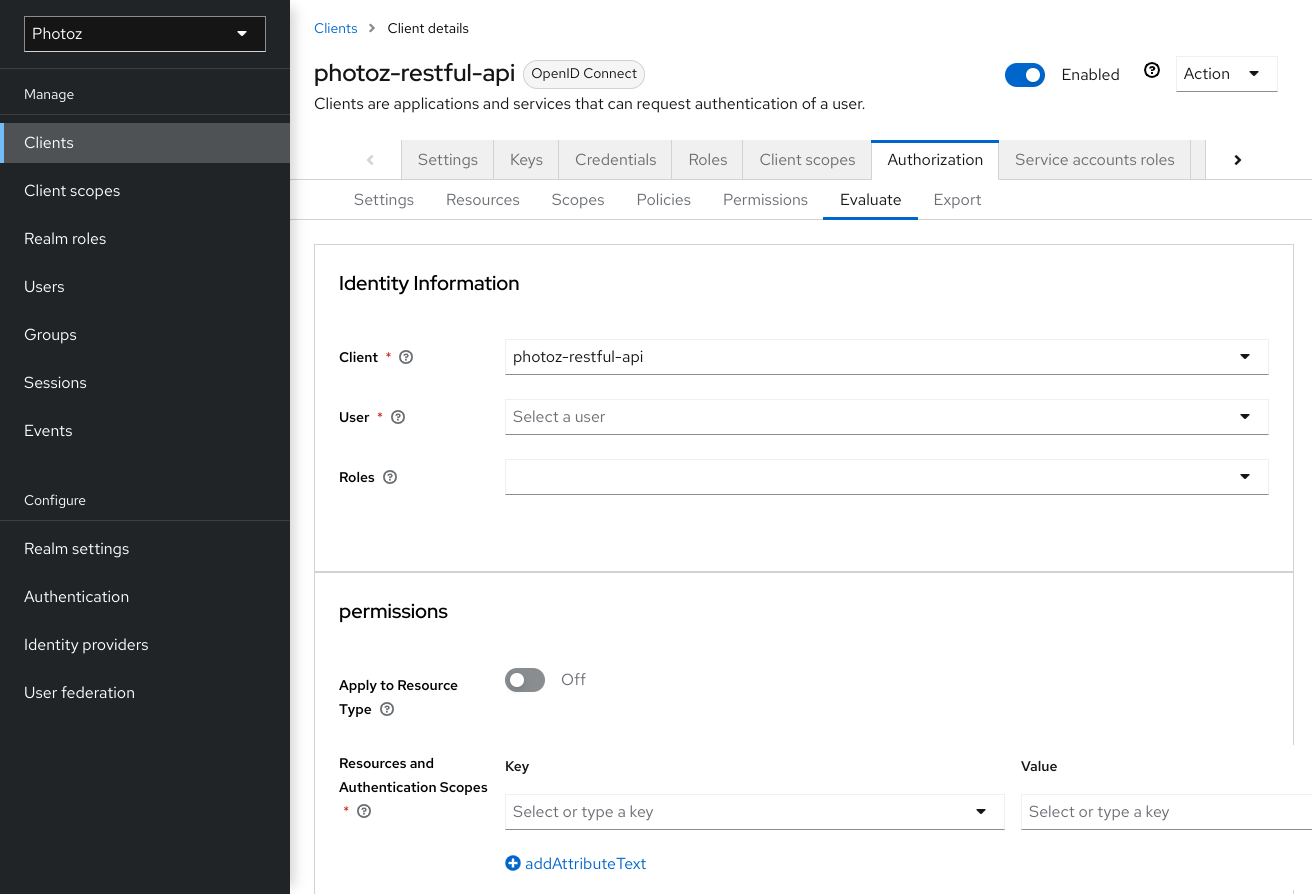 Photoz
Manage
Clients
Client scopes
Realm roles
Users
Groups
Sessions
Events
Configure
Realm settings
Authentication
Identity providers
User federation
Clients > Client details
photoz-restful-api OpenID Connect
Enabled
Action
Clients are applications and services that can request authentication of a user.
Settings Keys Credentials Roles Client scopes Authorization Service accounts roles
Settings Resources Scopes Policies Permissions Evaluate Export
Identity Information
Client * photoz-restful-api
User * Select a user
Roles
permissions
Apply to Resource
Type
Off
Resources and
Authentication Scopes
*
Key Value
Select or type a key Select or type a key
addAttributeText